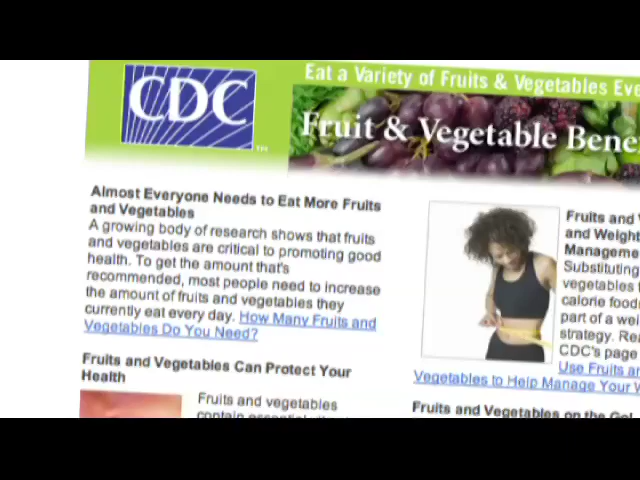 CDC
TM
Eat a Variety of Fruits & Vegetables Eve
Fruit & Vegetable Bene
Almost Everyone Needs to Eat More Fruits
and Vegetables
A growing body of research shows that fruits
and vegetables are critical to promoting good
health. To get the amount that's
recommended, most people need to increase
the amount of fruits and vegetables they
currently eat every day. How Many Fruits and
Vegetables Do You Need?
Fruits and Vegetables Can Protect Your
Health
Fruits and vegetables
contain
Fruits and
and Weight
Manageme
Substituting
vegetables
calorie food
part of a wei
strategy. Rea
CDC's page
Use Fruits an
Vegetables to Help Manage Your W
Fruits and Vegetables on the Go!